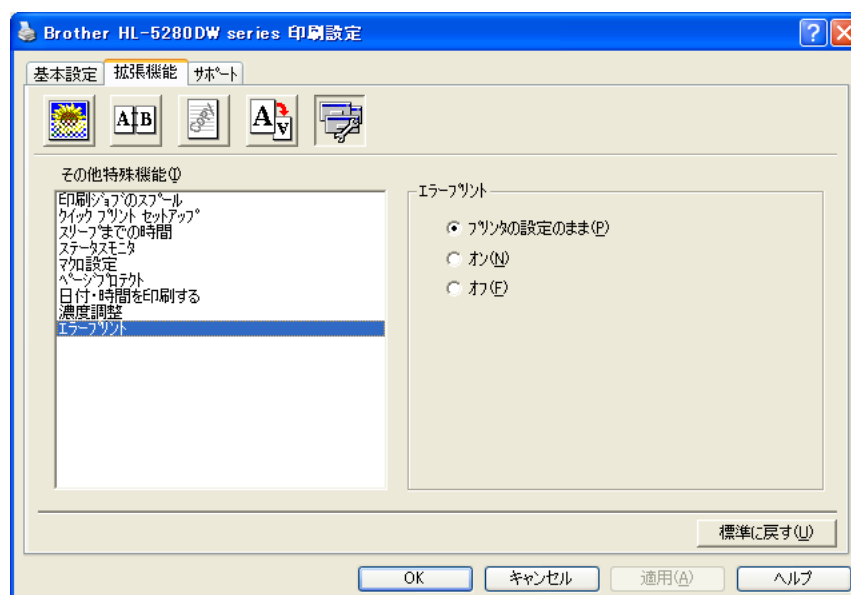 Brother HL-5280DW series 印刷設定
基本設定 拡張機能 ｻﾎﾟｰﾄ
その他特殊機能(I)
印刷ｼﾞｮﾌﾞのｽﾌﾟｰﾙ
ｸｲｯｸ ﾌﾟﾘﾝﾄ ｾｯﾄｱｯﾌﾟ
ｽﾘｰﾌﾟまでの時間
ｽﾃｰﾀｽﾓﾆﾀ
ﾏｸﾛ設定
ﾍﾟｰｼﾞﾌﾟﾛﾃｸﾄ
日付・時間を印刷する
濃度調整
ｴﾗｰﾌﾟﾘﾝﾄ
ｴﾗｰﾌﾟﾘﾝﾄ
ﾌﾟﾘﾝﾀの設定のまま(P)
ｵﾝ(N)
ｵﾌ(F)
標準に戻す(U)
OK キャンセル 適用(A) ヘルプ